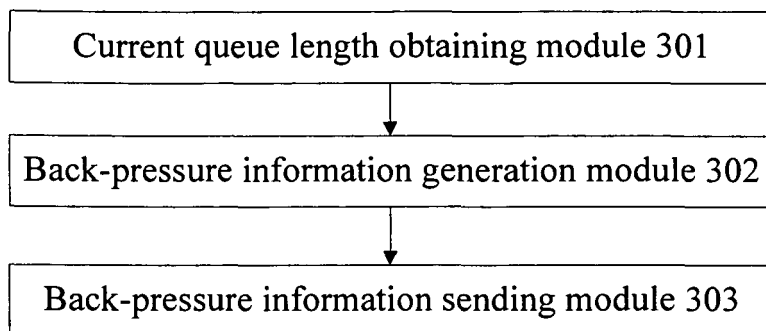 Current queue length obtaining module 301
Back-pressure information generation module 302
Back-pressure information sending module 303